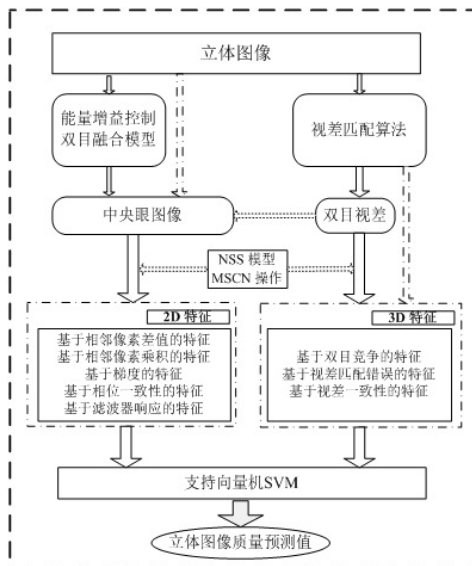 立体图像
能量增益控制
双目融合模型
视差匹配算法
中央眼图像
双目视差
NSS 模型
MSCN 操作
2D 特征
基于相邻像素差值的特征
基于相邻像素乘积的特征
基于梯度的特征
基于相位一致性的特征
基于滤波器响应的特征
3D 特征
基于双目竞争的特征
基于视差匹配错误的特征
基于视差一致性的特征
支持向量机SVM
立体图像质量预测值